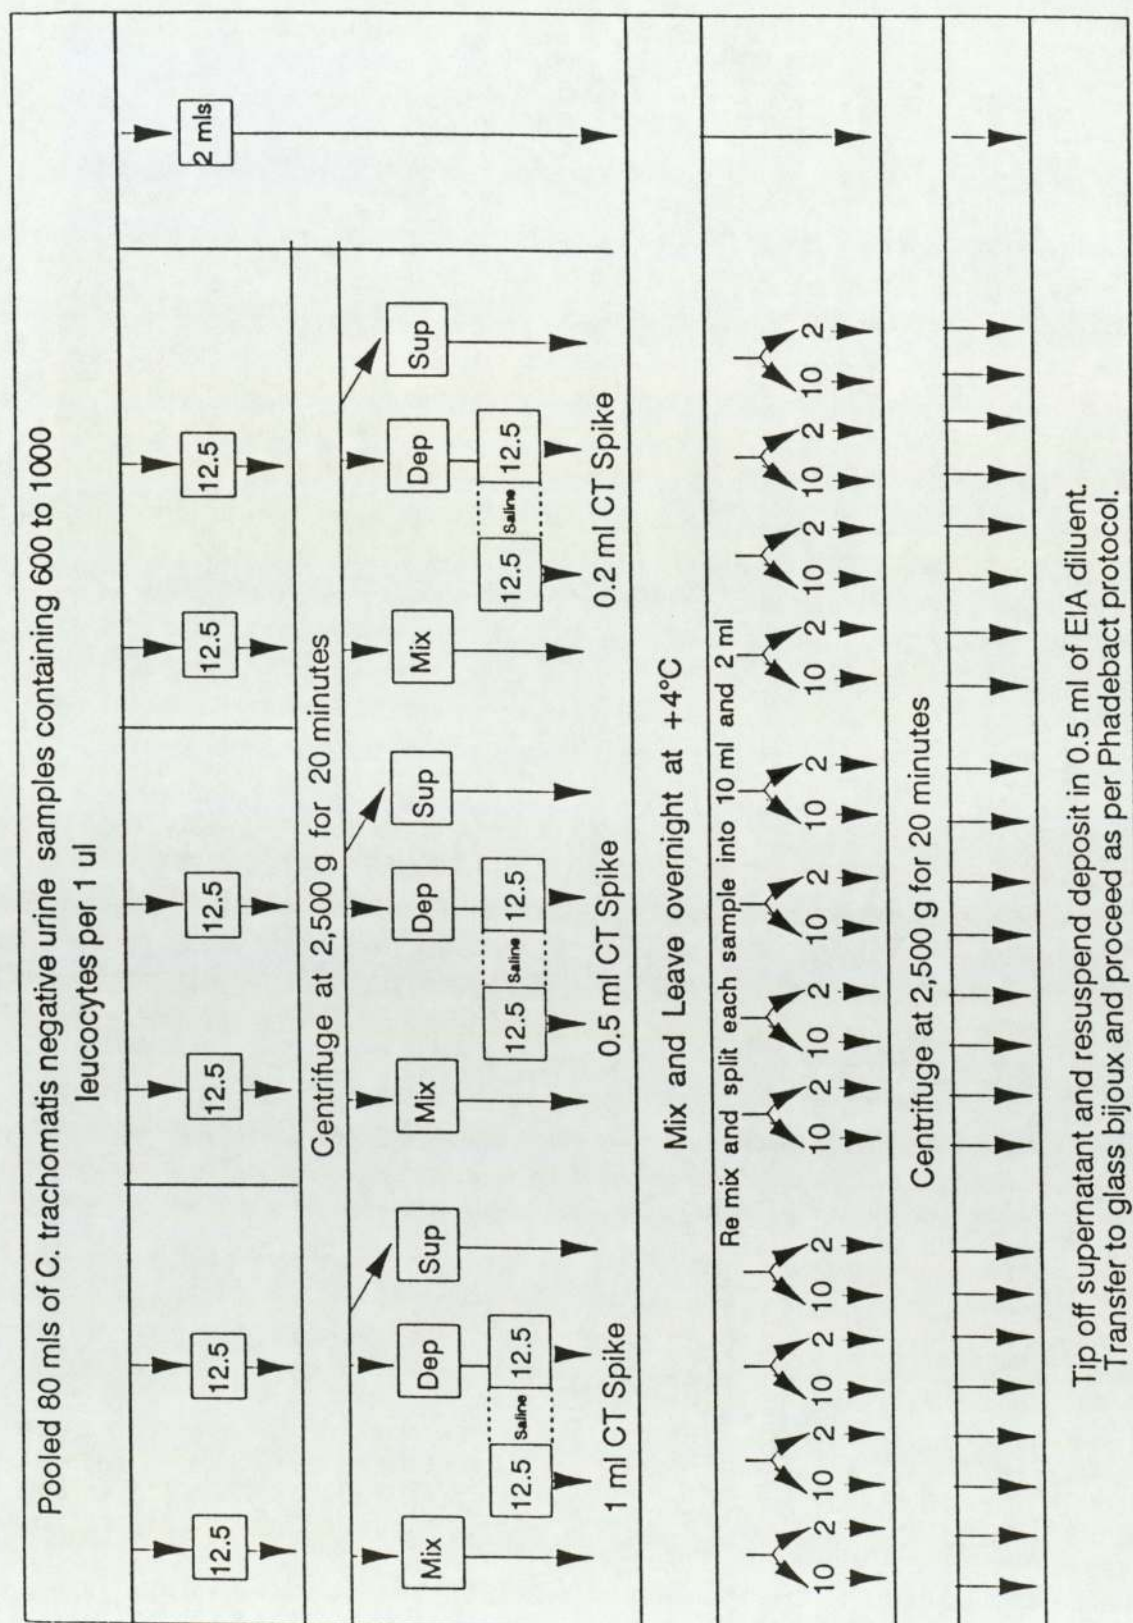 Pooled 80 mls of C. trachomatis negative urine samples containing 600 to 1000
leucocytes per 1 ul
12.5 12.5 12.5 12.5 12.5 12.5 2 mls
Centrifuge at 2,500 g for 20 minutes
Mix Dep Sup Mix Dep Sup Mix Dep Sup
12.5 Saline 12.5 12.5 Saline 12.5 12.5 Saline 12.5
1 ml CT Spike 0.5 ml CT Spike 0.2 ml CT Spike
Mix and Leave overnight at +4°C
Re mix and split each sample into 10 ml and 2 ml
10 2 10 2 10 2 10 2 10 2 10 2 10 2 10 2 10 2 10 2 10 2 10 2
Centrifuge at 2,500 g for 20 minutes
Tip off supernatant and resuspend deposit in 0.5 ml of EIA diluent.
Transfer to glass bijoux and proceed as per Phadebact protocol.